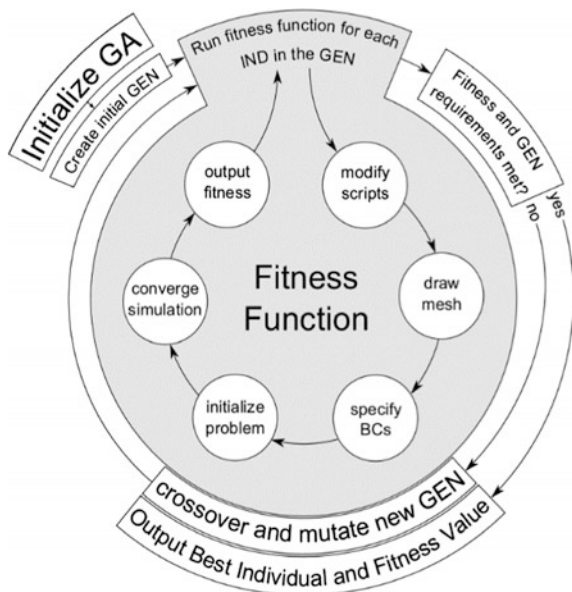 Initialize GA
Create initial GEN
Run fitness function for each
IND in the GEN
Fitness and GEN
requirements met?
yes
no
output
fitness
modify
scripts
converge
simulation
Fitness
Function
draw
mesh
initialize
problem
specify
BCs
crossover and mutate new GEN
Output Best Individual and Fitness Value